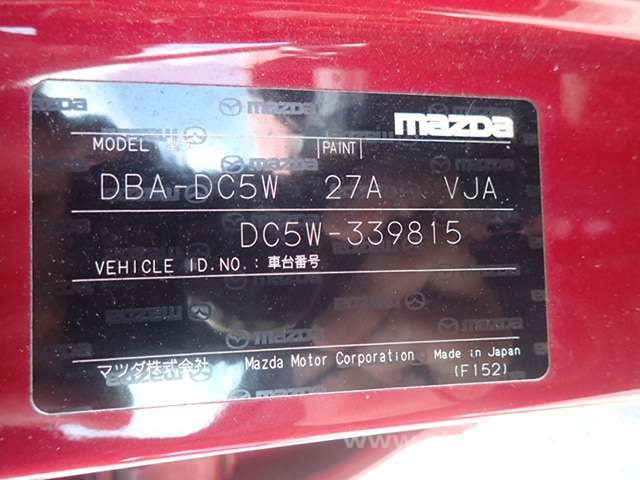 mazda
MODEL PAINT
DBA-DC5W 27A VJA
DC5W-339815
VEHICLE ID.NO.:車台番号
マツダ株式会社 Mazda Motor Corporation Made in Japan
(F152)